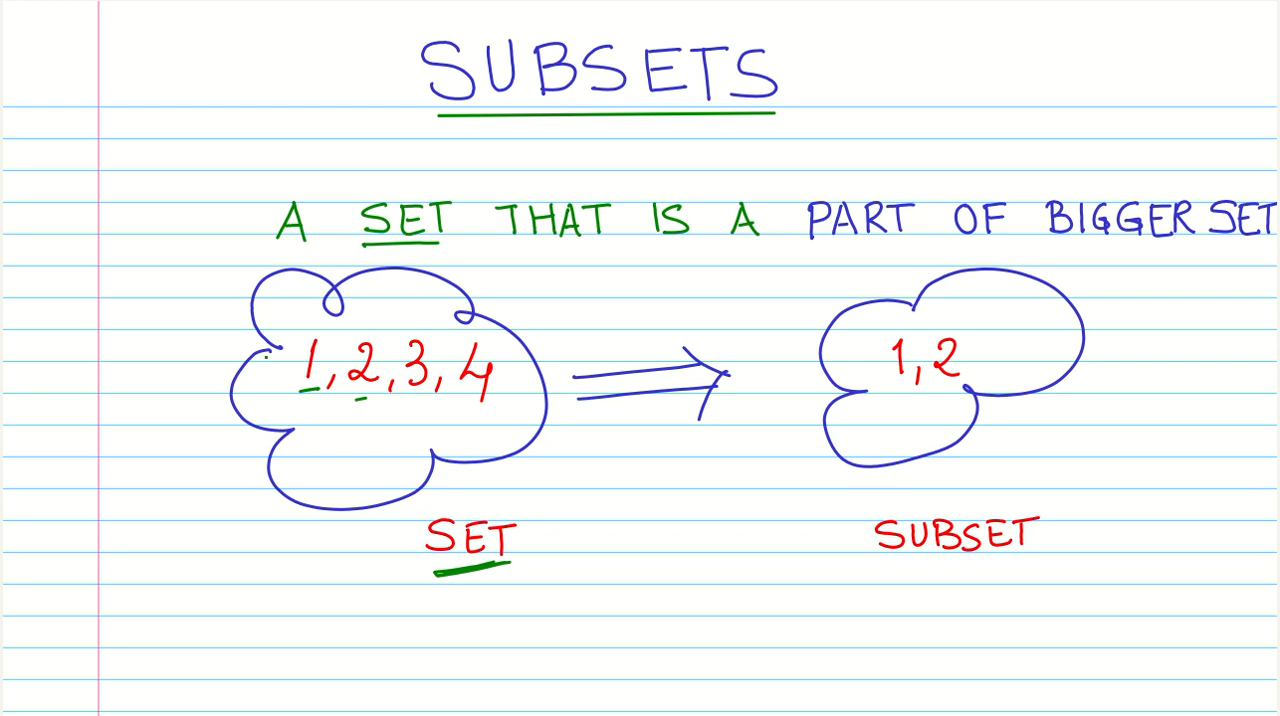 SUBSETS
A SET THAT IS A PART OF BIGGER SET
1, 2, 3, 4
1, 2
SET
SUBSET